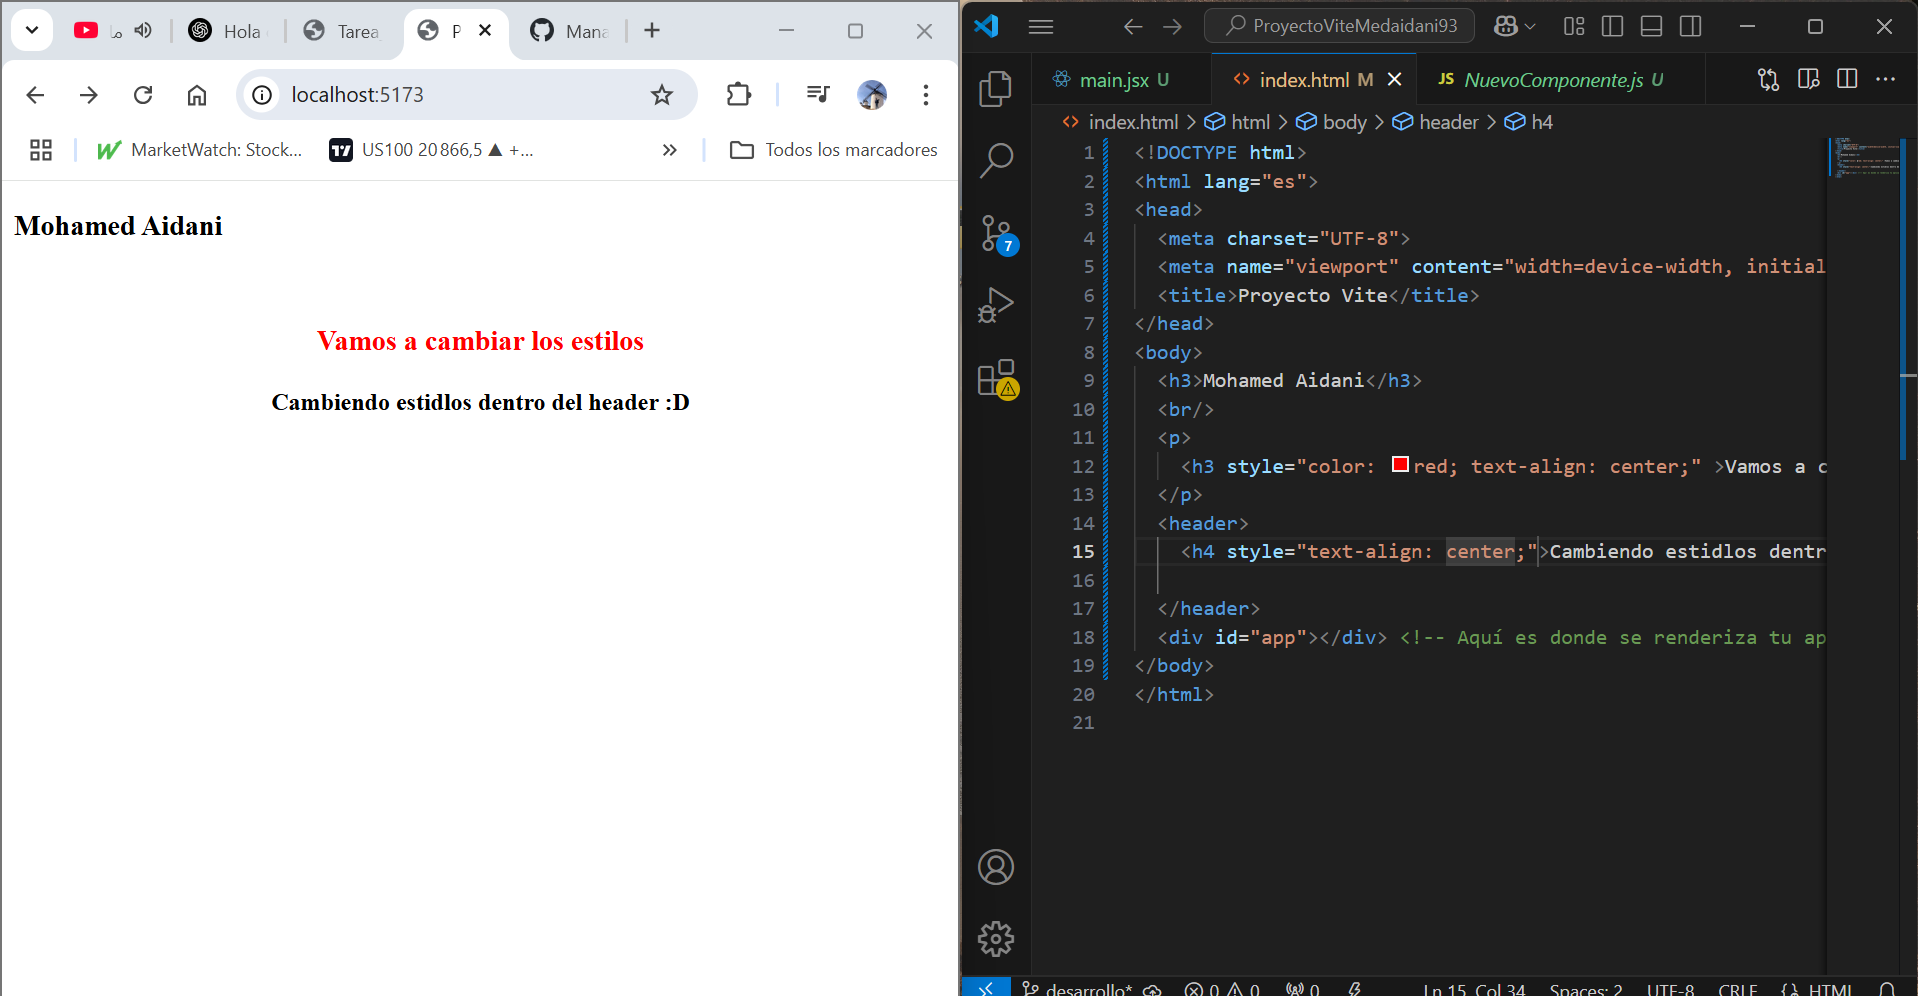 ما
Hola
Tarea
P
Mana
localhost:5173
MarketWatch: Stock...
US100 20 866,5 ▲ +...
Todos los marcadores
Mohamed Aidani
Vamos a cambiar los estilos
Cambiendo estidlos dentro del header :D
ProyectoViteMedaidani93
main.jsx U
index.html M
JS NuevoComponente.js U
index.html > html > body > header > h4
1 <!DOCTYPE html>
2 <html lang="es">
3 <head>
4 <meta charset="UTF-8">
5 <meta name="viewport" content="width=device-width, initial
6 <title>Proyecto Vite</title>
7 </head>
8 <body>
9 <h3>Mohamed Aidani</h3>
10 <br/>
11 <p>
12 <h3 style="color: red; text-align: center;" >Vamos a c
13 </p>
14 <header>
15 <h4 style="text-align: center;">Cambiendo estidlos dentr
16
17 </header>
18 <div id="app"></div> <!-- Aquí es donde se renderiza tu ap
19 </body>
20 </html>
21
7
desarrollo* 0 0 0 Ln 15, Col 34 Spaces: 2 UTF-8 CRLF {} HTML